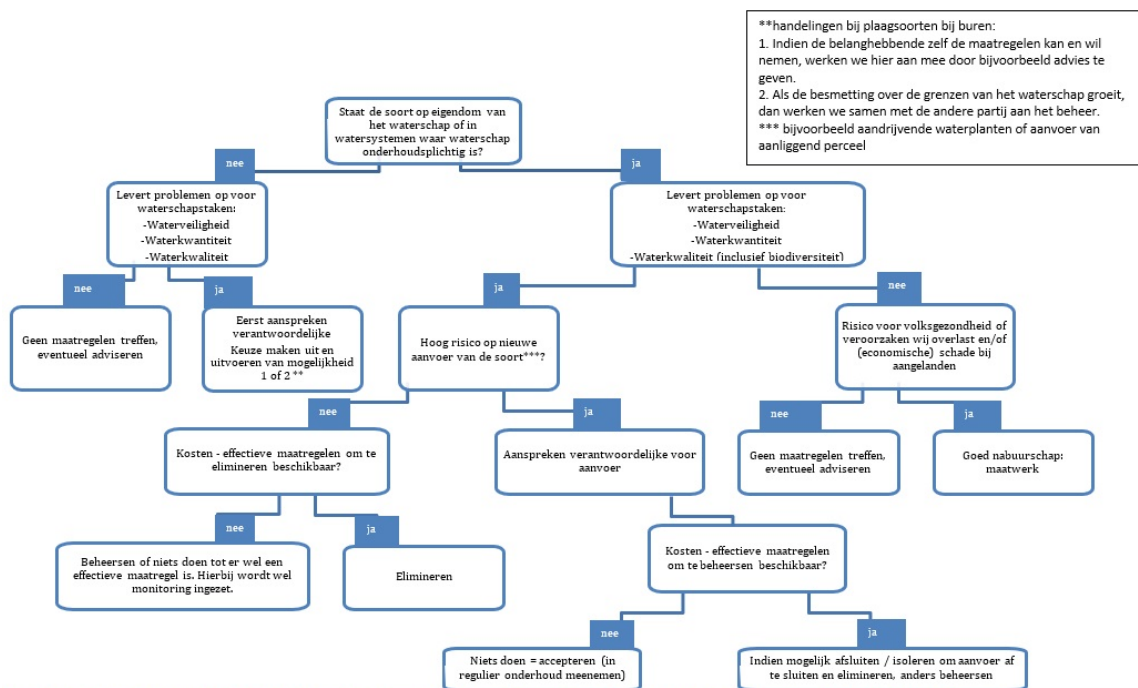 **handelingen bij plaagsoorten bij buren:
1. Indien de belanghebbende zelf de maatregelen kan en wil
nemen, werken we hier aan mee door bijvoorbeeld advies te
geven.
2. Als de besmetting over de grenzen van het waterschap groeit,
dan werken we samen met de andere partij aan het beheer.
*** bijvoorbeeld aandrijvende waterplanten of aanvoer van
aanliggend perceel
Staat de soort op eigendom van
het waterschap of in
watersystemen waar waterschap
onderhoudsplichtig is?
nee
ja
Levert problemen op voor
waterschapstaken:
-Waterveiligheid
-Waterkwantiteit
-Waterkwaliteit
Levert problemen op voor
waterschapstaken:
-Waterveiligheid
-Waterkwantiteit
-Waterkwaliteit (inclusief biodiversiteit)
nee
ja
ja
nee
Geen maatregelen treffen,
eventueel adviseren
Eerst aanspreken
verantwoordelijke
Keuze maken uit en
uitvoeren van mogelijkheid
1 of 2 **
Hoog risico op nieuwe
aanvoer van de soort***?
Risico voor volksgezondheid of
veroorzaken wij overlast en/of
(economische) schade bij
aangelanden
nee
ja
nee
ja
Kosten - effectieve maatregelen om te
elimineren beschikbaar?
Aanspreken verantwoordelijke voor
aanvoer
Geen maatregelen treffen,
eventueel adviseren
Goed nabuurschap:
maatwerk
nee
ja
Beheersen of niets doen tot er wel een
effectieve maatregel is. Hierbij wordt wel
monitoring ingezet.
Elimineren
Kosten - effectieve maatregelen
om te beheersen beschikbaar?
nee
ja
Niets doen = accepteren (in
regulier onderhoud meenemen)
Indien mogelijk afsluiten / isoleren om aanvoer af
te sluiten en elimineren, anders beheersen